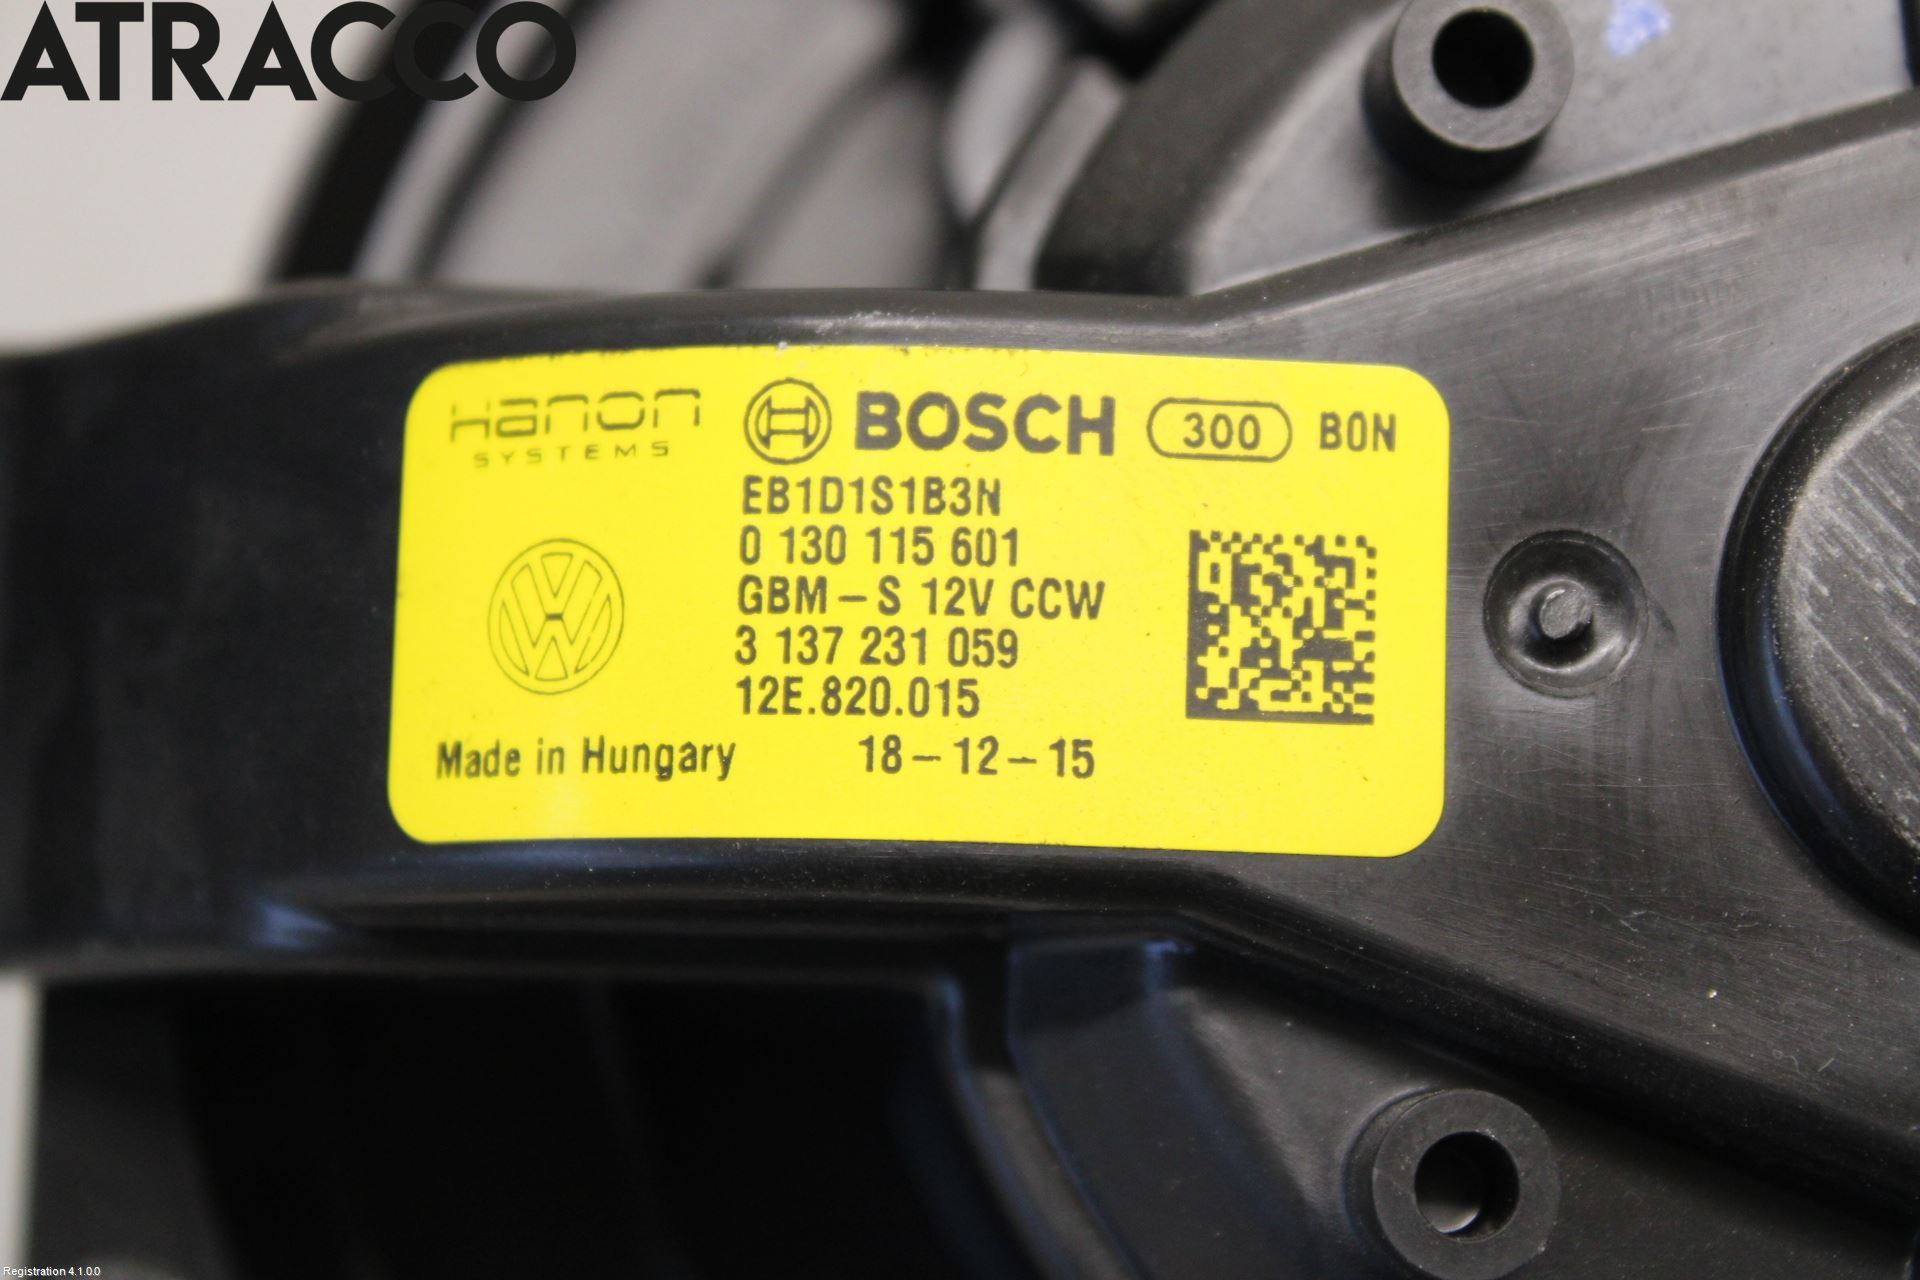 ATRACCO
Hanon SYSTEMS
BOSCH 300 BON
EB1D1S1B3N
0 130 115 601
GBM-S 12V CCW
3 137 231 059
12E.820.015
Made in Hungary 18-12-15
Registration 4.1.0.0